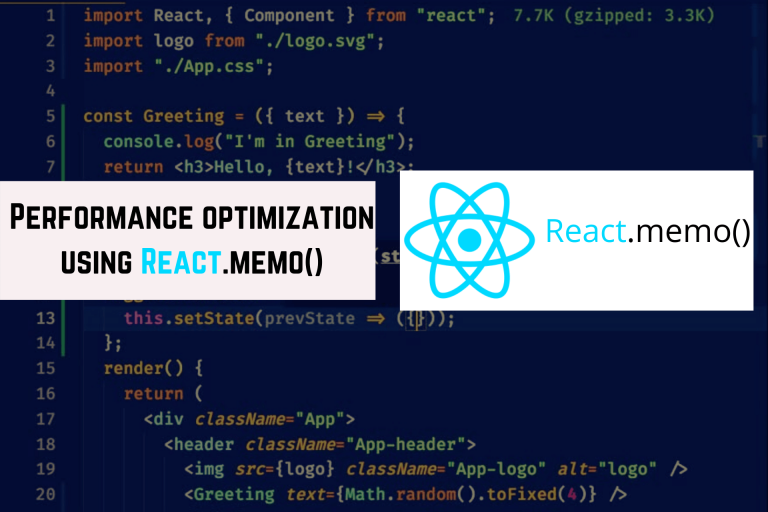 1 import React, { Component } from "react"; 7.7K (gzipped: 3.3K)
2 import logo from "./logo.svg";
3 import "./App.css";
4
5 const Greeting = ({ text }) => {
6 console.log("I'm in Greeting");
7 return <h3>Hello, {text}!</h3>;
PERFORMANCE OPTIMIZATION
USING REACT.MEMO()
React.memo()
(st
13 this.setState(prevState => ({}));
14 };
15 render() {
16 return (
17 <div className="App">
18 <header className="App-header">
19 <img src={logo} className="App-logo" alt="logo" />
20 <Greeting text={Math.random().toFixed(4)} />